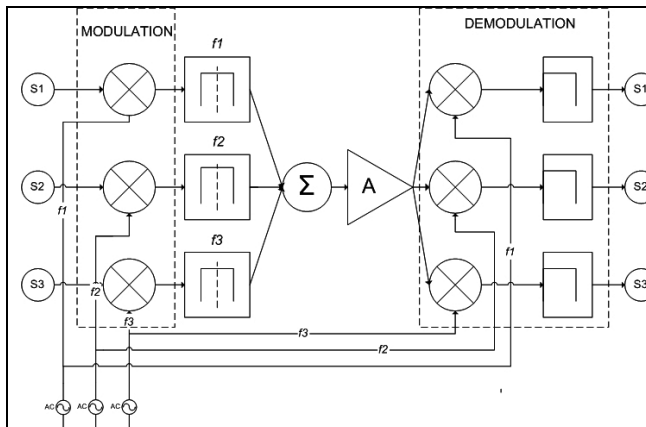 MODULATION
DEMODULATION
f1
S1
S1
f2
S2
Σ
A
S2
f1
f3
f1
S3
f2
S3
f3
f3
f2
AC
AC
AC